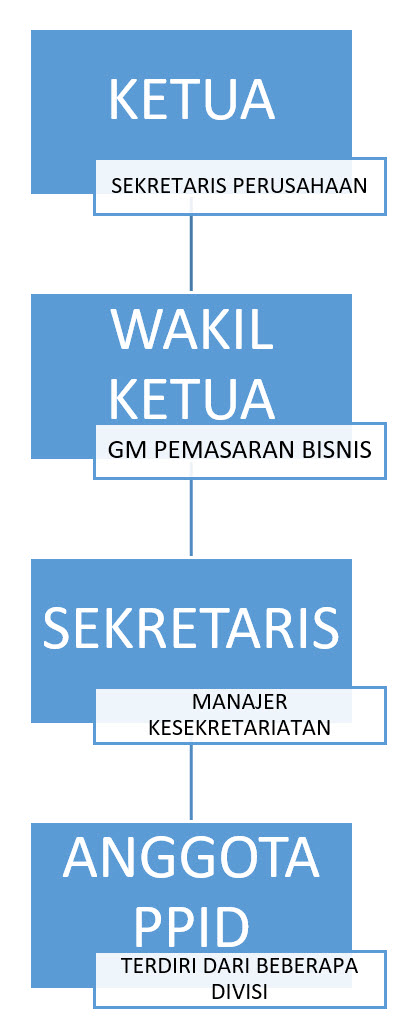 KETUA
SEKRETARIS PERUSAHAAN
WAKIL
KETUA
GM PEMASARAN BISNIS
SEKRETARIS
MANAJER
KESEKRETARIATAN
ANGGOTA
PPID
TERDIRI DARI BEBERAPA
DIVISI